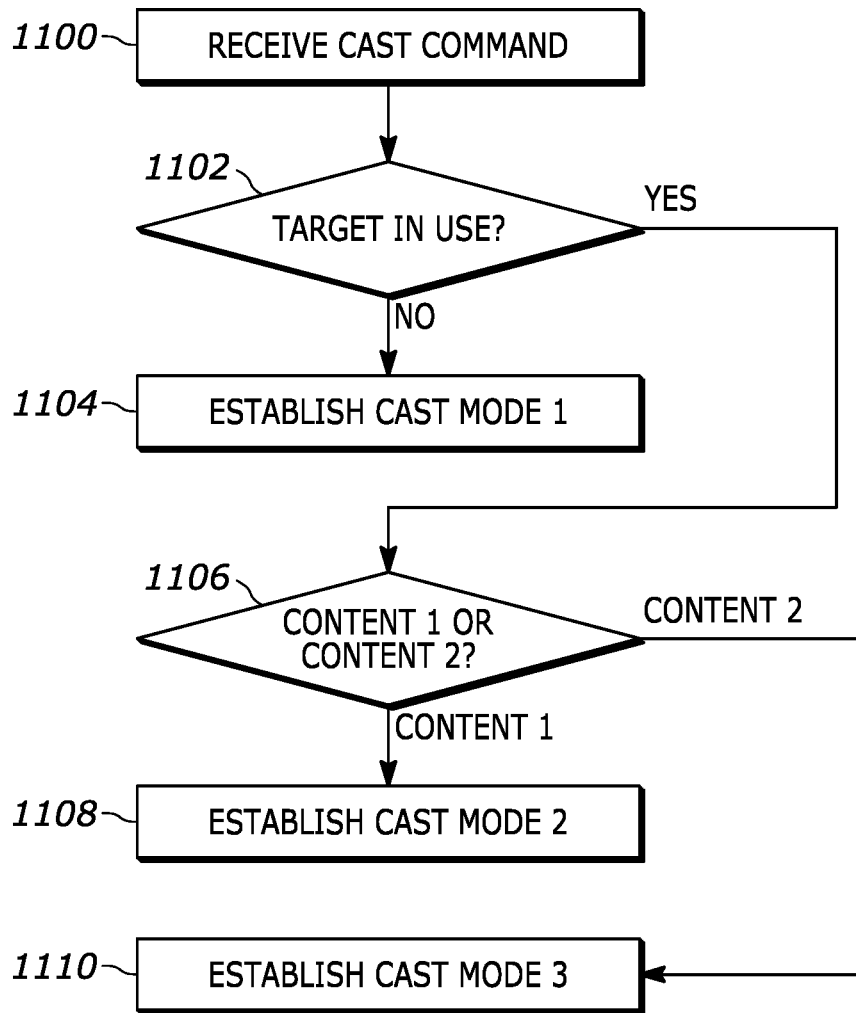 1100
RECEIVE CAST COMMAND
1102
TARGET IN USE?
YES
NO
1104
ESTABLISH CAST MODE 1
1106
CONTENT 1 OR
CONTENT 2?
CONTENT 2
CONTENT 1
1108
ESTABLISH CAST MODE 2
1110
ESTABLISH CAST MODE 3